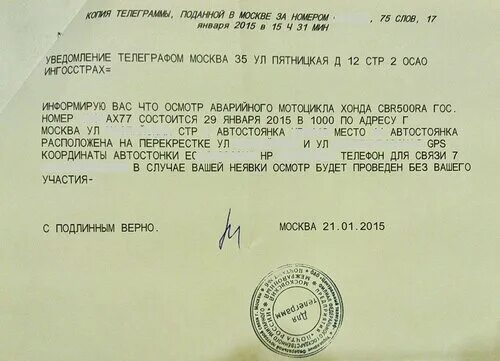 КОПИЯ ТЕЛЕГРАММЫ, ПОДАННОЙ В МОСКВЕ ЗА НОМЕРОМ , 75 СЛОВ, 17
января 2015 в 15 Ч 31 МИН
УВЕДОМЛЕНИЕ ТЕЛЕГРАФОМ МОСКВА 35 УЛ ПЯТНИЦКАЯ Д 12 СТР 2 ОСАО
ИНГОССТРАХ=
ИНФОРМИРУЮ ВАС ЧТО ОСМОТР АВАРИЙНОГО МОТОЦИКЛА ХОНДА CBR500RA ГОС.
НОМЕР АХ77 СОСТОИТСЯ 29 ЯНВАРЯ 2015 В 1000 ПО АДРЕСУ Г
МОСКВА УЛ СТР АВТОСТОЯНКА МЕСТО АВТОСТОЯНКА
РАСПОЛОЖЕНА НА ПЕРЕКРЕСТКЕ УЛ И УЛ GPS
КООРДИНАТЫ АВТОСТОНКИ ЕС НР ТЕЛЕФОН ДЛЯ СВЯЗИ 7
В СЛУЧАЕ ВАШЕЙ НЕЯВКИ ОСМОТР БУДЕТ ПРОВЕДЕН БЕЗ ВАШЕГО
УЧАСТИЯ-
С ПОДЛИННЫМ ВЕРНО. МОСКВА 21.01.2015
Для
телеграмм